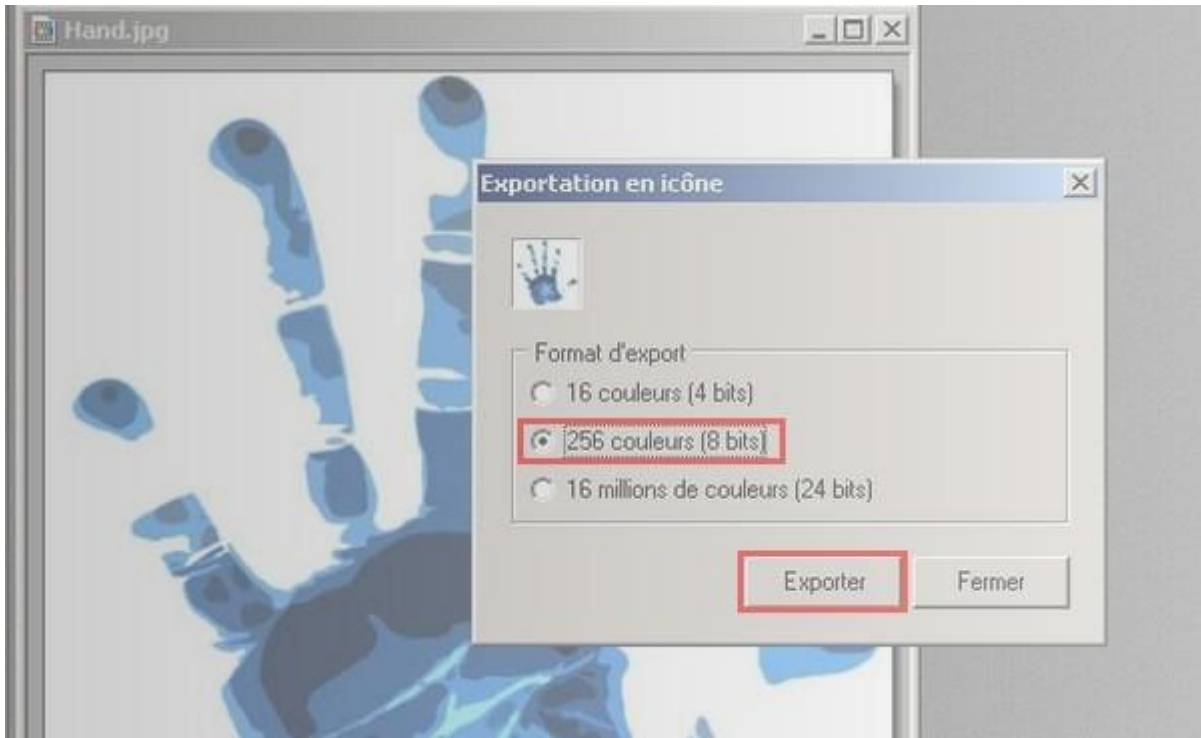 Hand.jpg
Exportation en icône
Format d'export
16 couleurs (4 bits)
256 couleurs (8 bits)
16 millions de couleurs (24 bits)
Exporter
Fermer